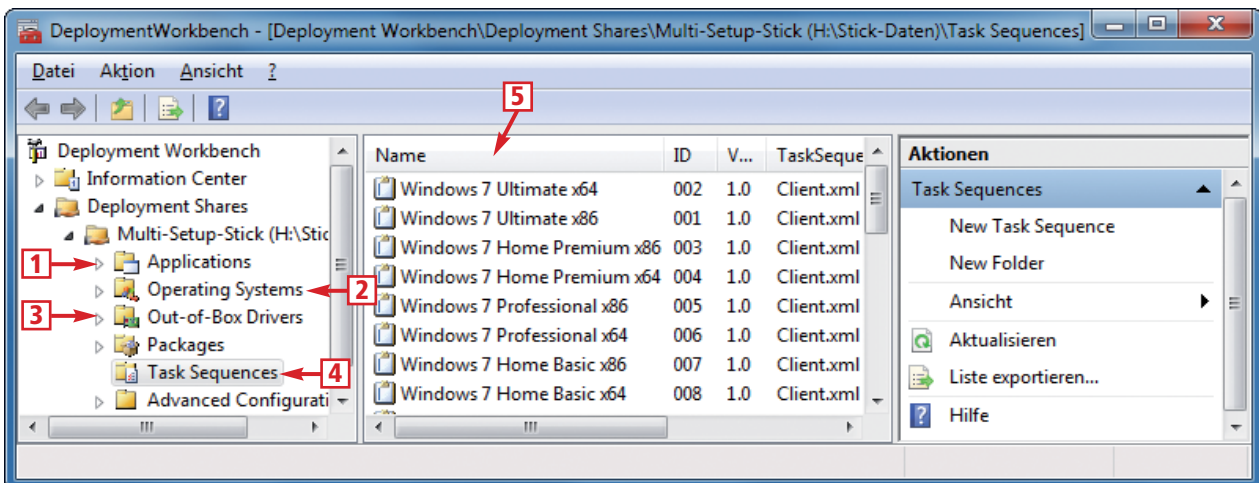 DeploymentWorkbench - [Deployment Workbench\Deployment Shares\Multi-Setup-Stick (H:\Stick-Daten)\Task Sequences]
Datei Aktion Ansicht ?
5
Deployment Workbench
Information Center
Deployment Shares
Multi-Setup-Stick (H:\Stic
1 Applications
Operating Systems 2
3 Out-of-Box Drivers
Packages
Task Sequences 4
Advanced Configurati
Name ID V... TaskSeque
Windows 7 Ultimate x64 002 1.0 Client.xml
Windows 7 Ultimate x86 001 1.0 Client.xml
Windows 7 Home Premium x86 003 1.0 Client.xml
Windows 7 Home Premium x64 004 1.0 Client.xml
Windows 7 Professional x86 005 1.0 Client.xml
Windows 7 Professional x64 006 1.0 Client.xml
Windows 7 Home Basic x86 007 1.0 Client.xml
Windows 7 Home Basic x64 008 1.0 Client.xml
Aktionen
Task Sequences
New Task Sequence
New Folder
Ansicht
Aktualisieren
Liste exportieren...
Hilfe